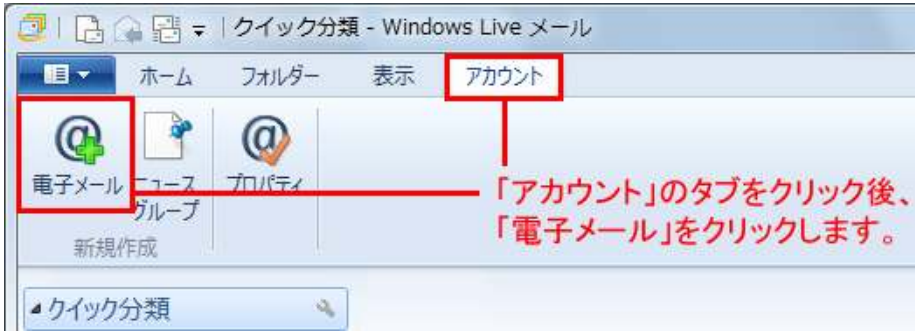 クイック分類 - Windows Live メール
ホーム フォルダー 表示 アカウント
電子メール ニュース グループ プロパティ
新規作成
「アカウント」のタブをクリック後、
「電子メール」をクリックします。
クイック分類